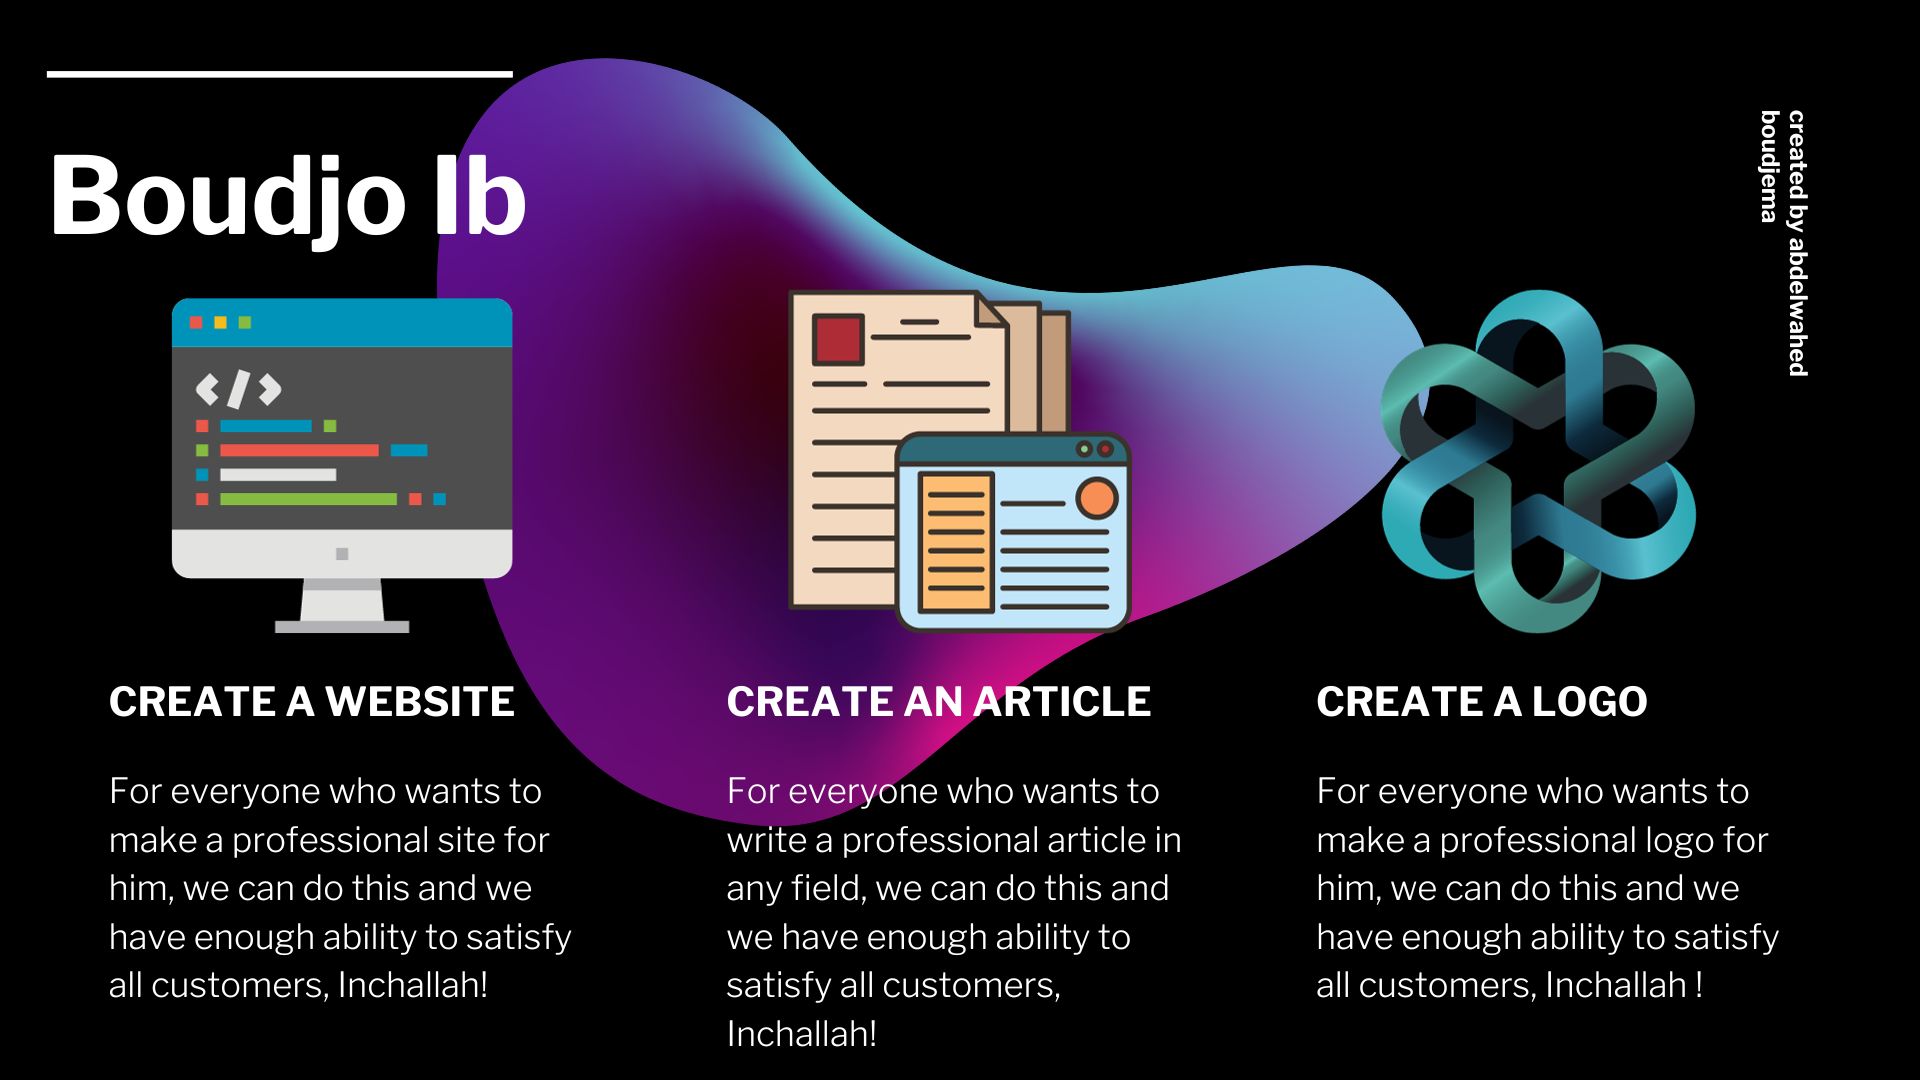 Boudjo Ib
created by abdelwahed
boudjema
</>
CREATE A WEBSITE
For everyone who wants to
make a professional site for
him, we can do this and we
have enough ability to satisfy
all customers, Inchallah!
CREATE AN ARTICLE
For everyone who wants to
write a professional article in
any field, we can do this and
we have enough ability to
satisfy all customers,
Inchallah!
CREATE A LOGO
For everyone who wants to
make a professional logo for
him, we can do this and we
have enough ability to satisfy
all customers, Inchallah !